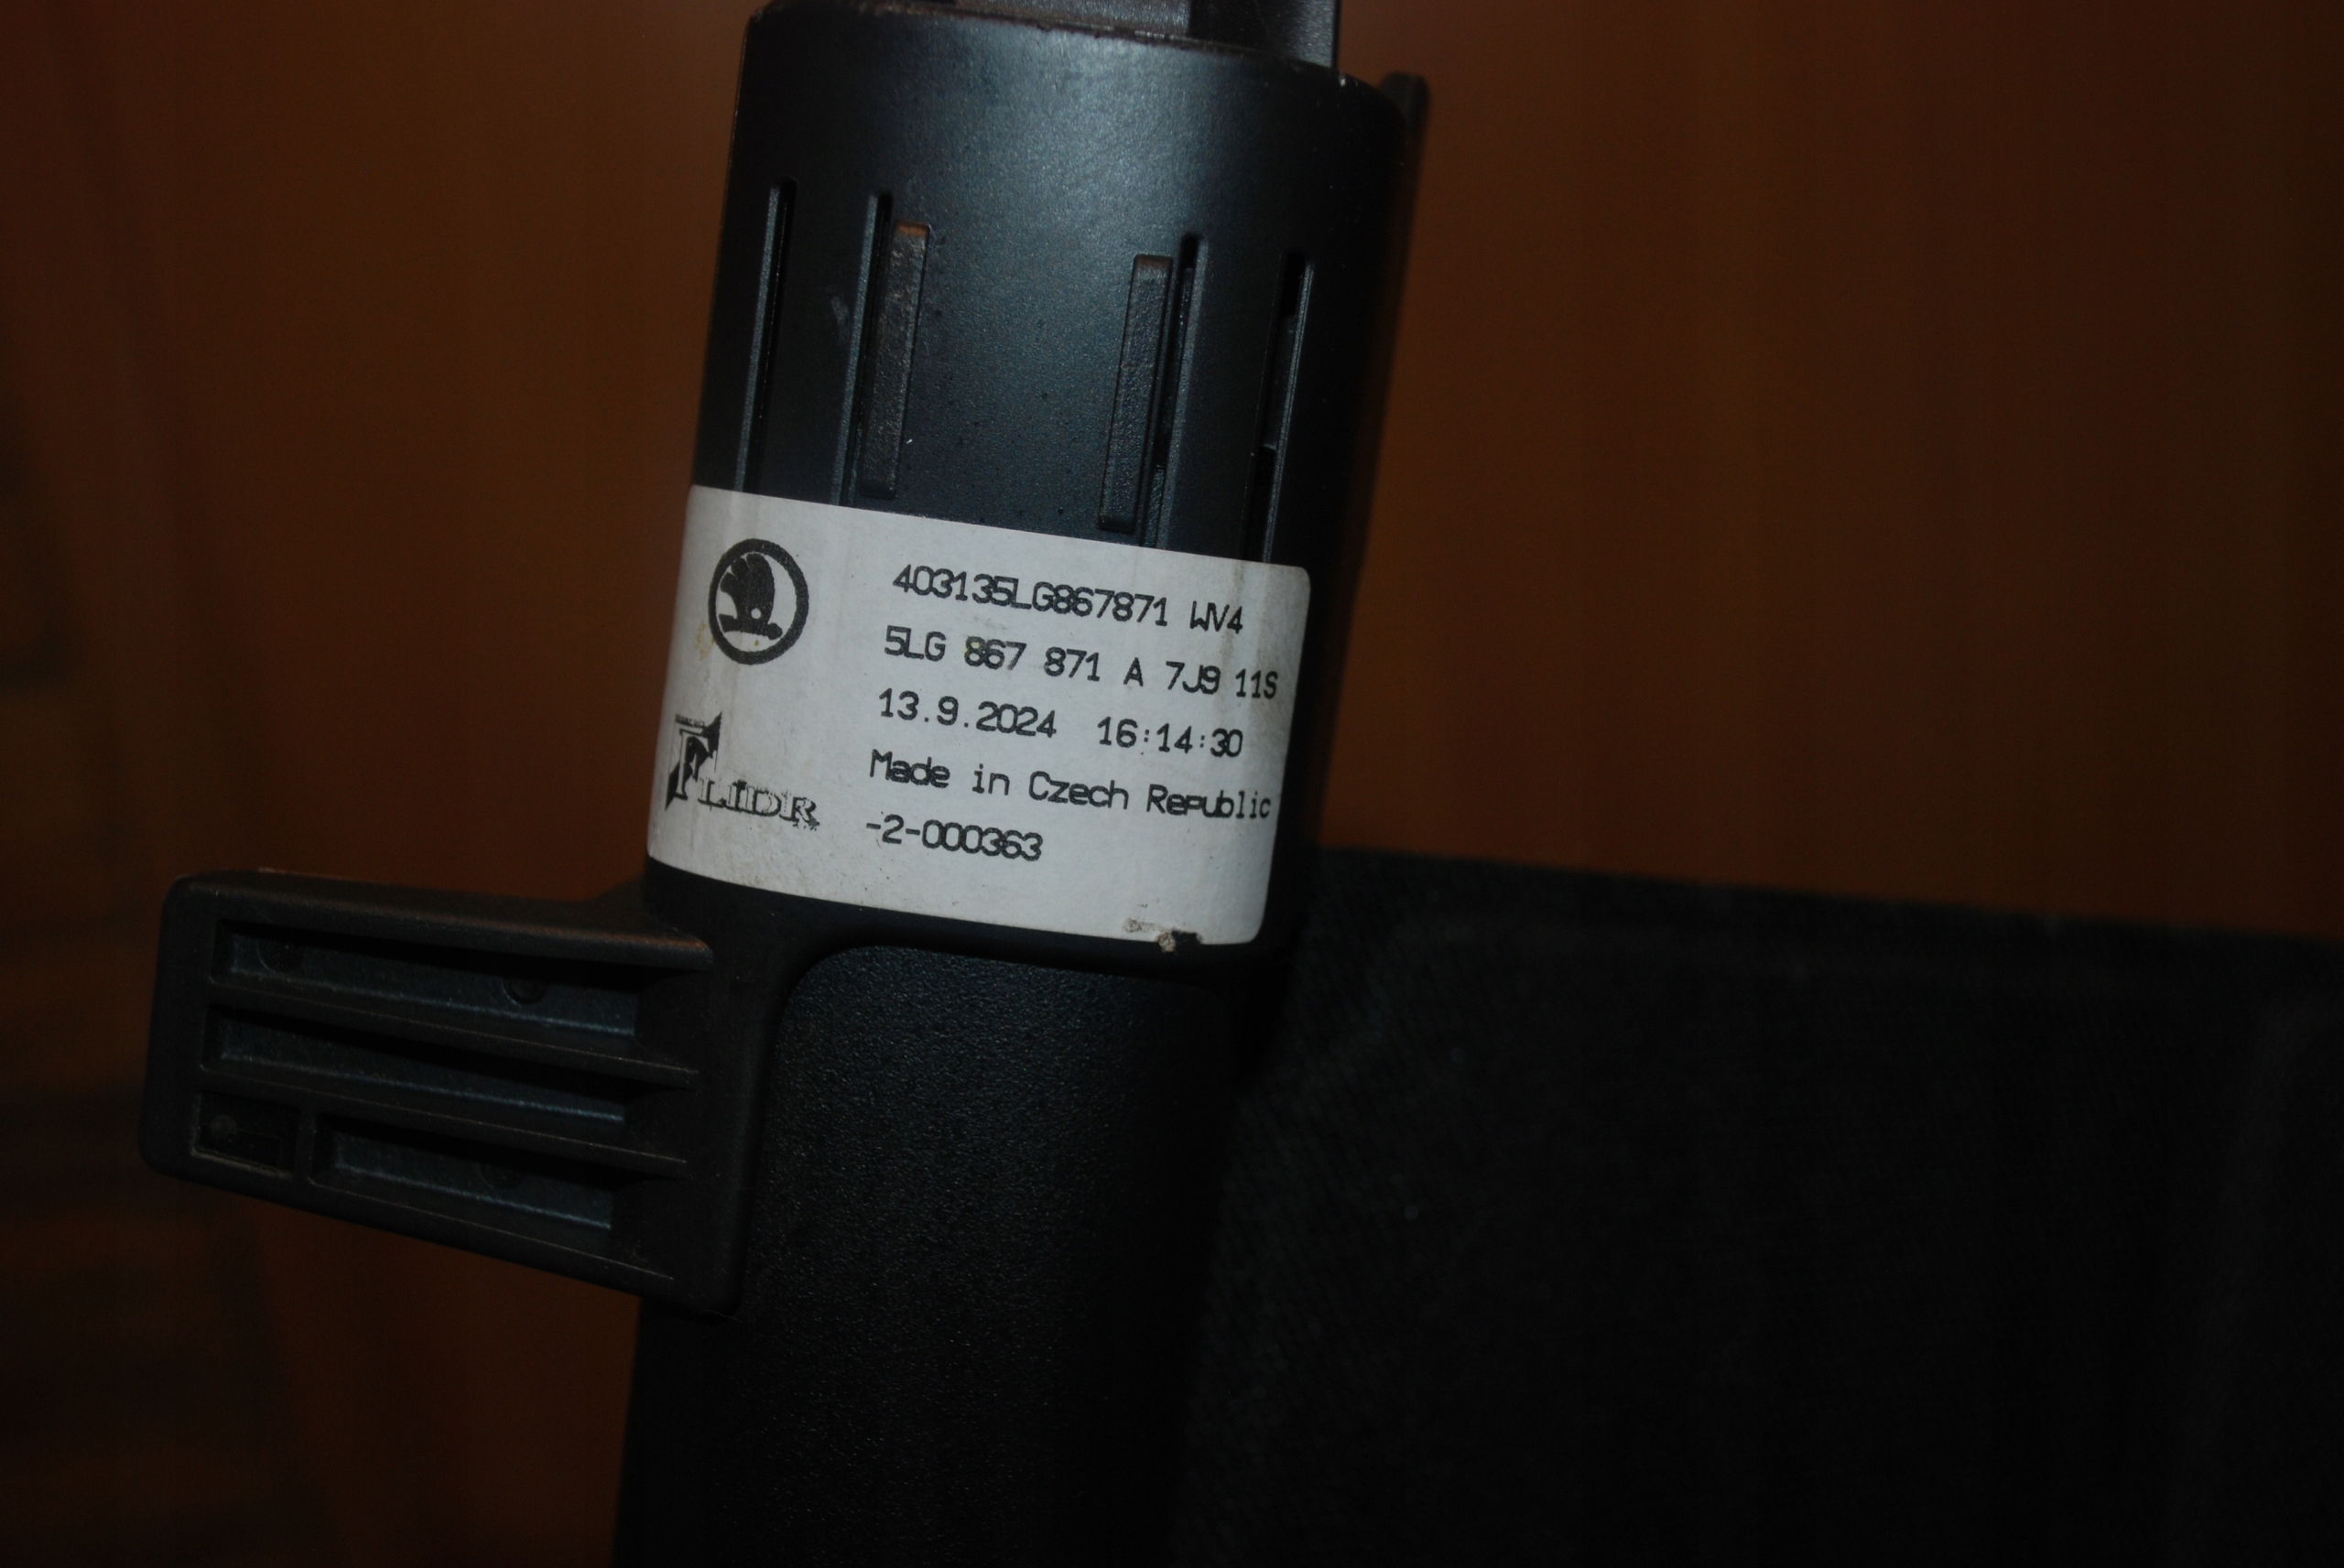 403135LG867871 WV4
5LG 867 871 A 7J9 11S
13.9.2024 16:14:30
Made in Czech Republic
FLIDR
-2-000363